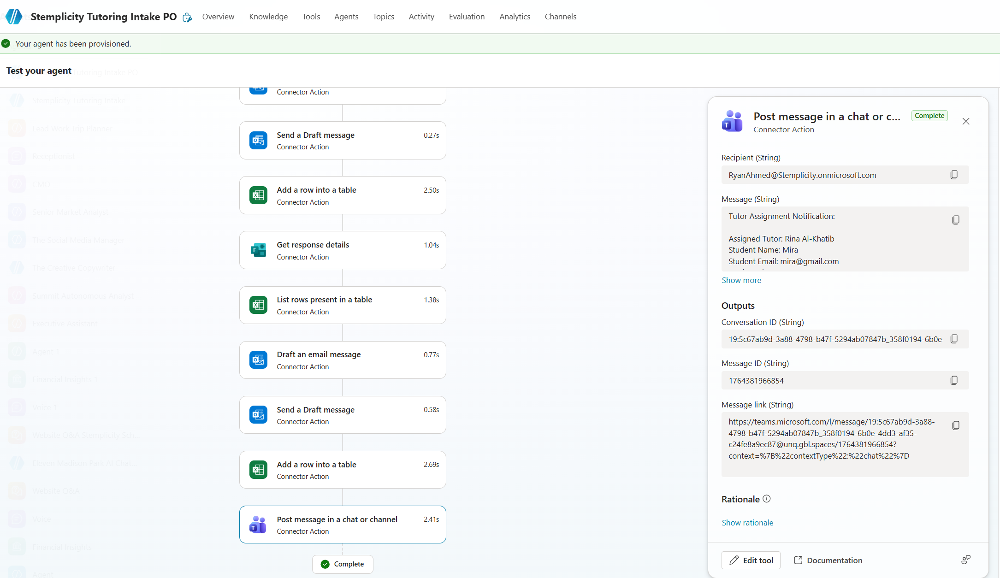 Stemplicity Tutoring Intake PO
Overview
Knowledge
Tools
Agents
Topics
Activity
Evaluation
Analytics
Channels
Your agent has been provisioned.
Test your agent
Tutoring Intake PO
Stemplicity Tutoring Intake
Lead Work Trip Planner
Receptionist
CMO
Senior Market Analyst
The Social Media Manager
The Creative Copywriter
Summit Autonomous Analyst
Executive Assistant
Agent 1
Financial Insights 1
Voice 1
Website Q&A Stemplicity Sch...
Eleven Madison Park AI Chat...
Website Q&A
Voice
Financial Insights
Agent
Connector Action
Send a Draft message
0.27s
Connector Action
Add a row into a table
2.50s
Connector Action
Get response details
1.04s
Connector Action
List rows present in a table
1.38s
Connector Action
Draft an email message
0.77s
Connector Action
Send a Draft message
0.58s
Connector Action
Add a row into a table
2.69s
Connector Action
Post message in a chat or channel
2.41s
Connector Action
Complete
Post message in a chat or c...
Complete
Connector Action
Recipient (String)
RyanAhmed@Stemplicity.onmicrosoft.com
Message (String)
Tutor Assignment Notification:
Assigned Tutor: Rina Al-Khatib
Student Name: Mira
Student Email: mira@gmail.com
Show more
Outputs
Conversation ID (String)
19:5c67ab9d-3a88-4798-b47f-5294ab07847b_358f0194-6b0e-
Message ID (String)
1764381966854
Message link (String)
https://teams.microsoft.com/l/message/19:5c67ab9d-3a88-
4798-b47f-5294ab07847b_358f0194-6b0e-4dd3-af35-
c24fe8a9ec87@unq.gbl.spaces/1764381966854?
context=%7B%22contextType%22:%22chat%22%7D
Rationale
Show rationale
Edit tool
Documentation